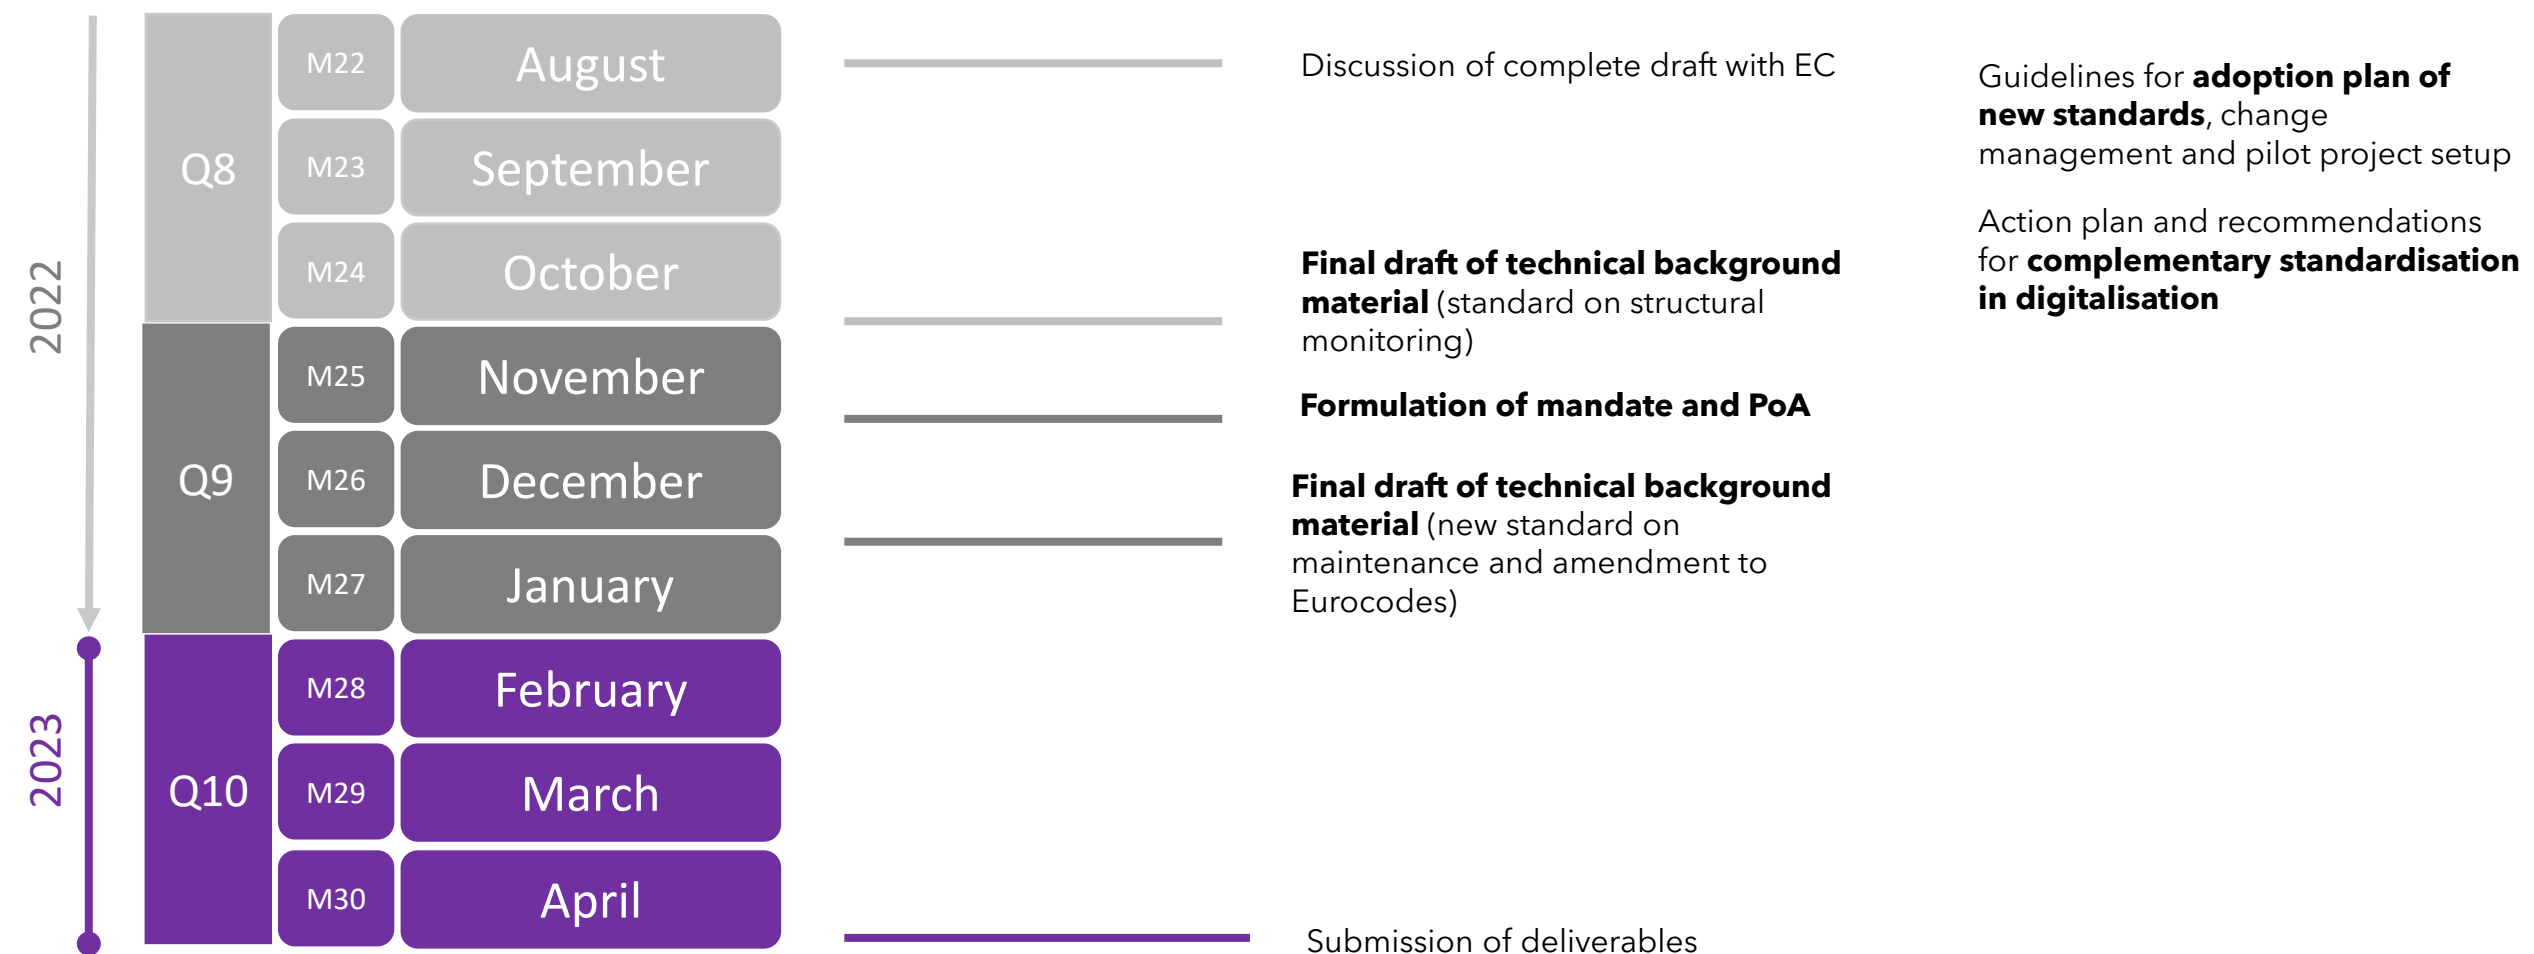 2022
2023
Q8
M22
August
M23
September
M24
October
Q9
M25
November
M26
December
M27
January
Q10
M28
February
M29
March
M30
April
Discussion of complete draft with EC
Final draft of technical background
material (standard on structural
monitoring)
Formulation of mandate and PoA
Final draft of technical background
material (new standard on
maintenance and amendment to
Eurocodes)
Submission of deliverables
Guidelines for adoption plan of
new standards, change
management and pilot project setup
Action plan and recommendations
for complementary standardisation
in digitalisation